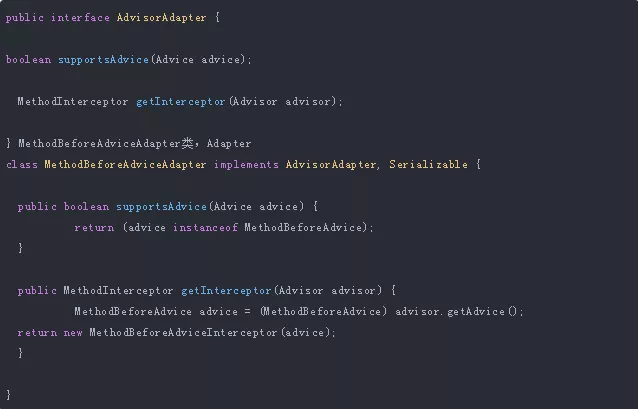 public interface AdvisorAdapter {
boolean supportsAdvice(Advice advice);
MethodInterceptor getInterceptor(Advisor advisor);
} MethodBeforeAdviceAdapter类，Adapter
class MethodBeforeAdviceAdapter implements AdvisorAdapter, Serializable {
public boolean supportsAdvice(Advice advice) {
return (advice instanceof MethodBeforeAdvice);
}
public MethodInterceptor getInterceptor(Advisor advisor) {
MethodBeforeAdvice advice = (MethodBeforeAdvice) advisor.getAdvice();
return new MethodBeforeAdviceInterceptor(advice);
}
}